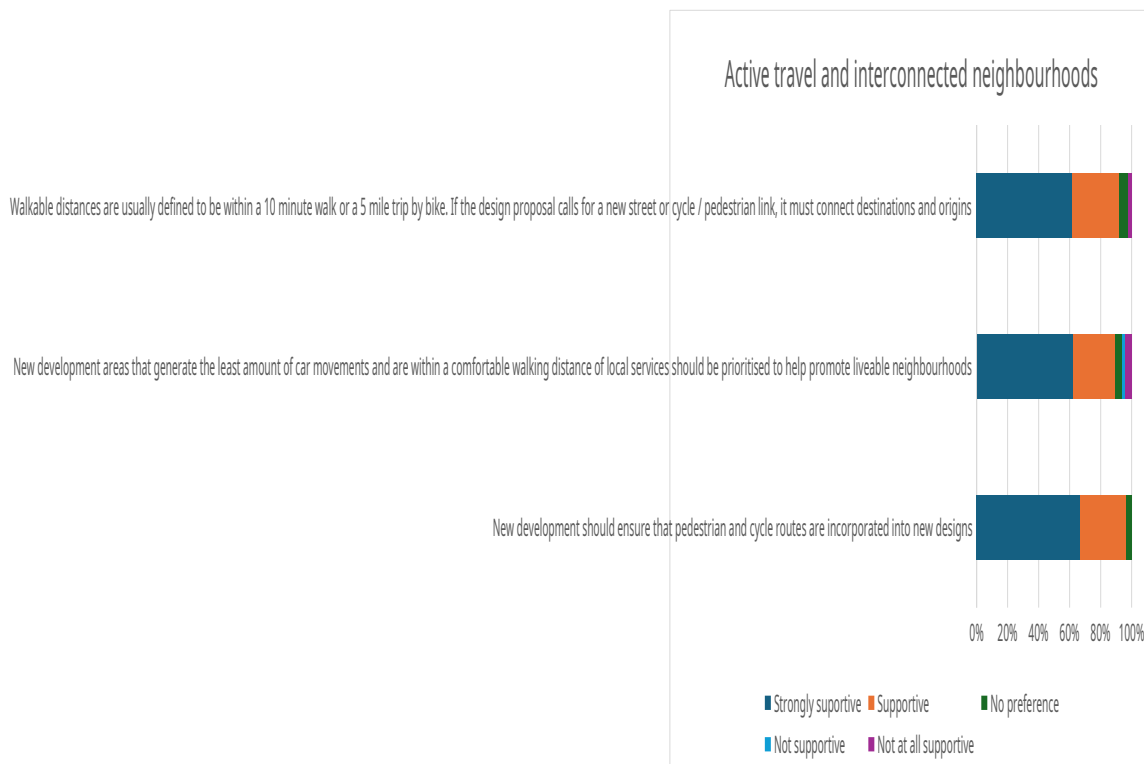 Active travel and interconnected neighbourhoods
Walkable distances are usually defined to be within a 10 minute walk or a 5 mile trip by bike. If the design proposal calls for a new street or cycle / pedestrian link, it must connect destinations and origins
New development areas that generate the least amount of car movements and are within a comfortable walking distance of local services should be prioritised to help promote liveable neighbourhoods
New development should ensure that pedestrian and cycle routes are incorporated into new designs
0% 20% 40% 60% 80% 100%
Strongly suportive Supportive No preference
Not supportive Not at all supportive